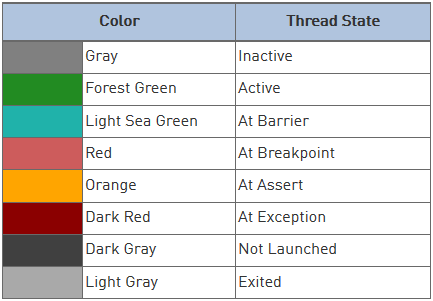 Color Thread State
Gray Inactive
Forest Green Active
Light Sea Green At Barrier
Red At Breakpoint
Orange At Assert
Dark Red At Exception
Dark Gray Not Launched
Light Gray Exited